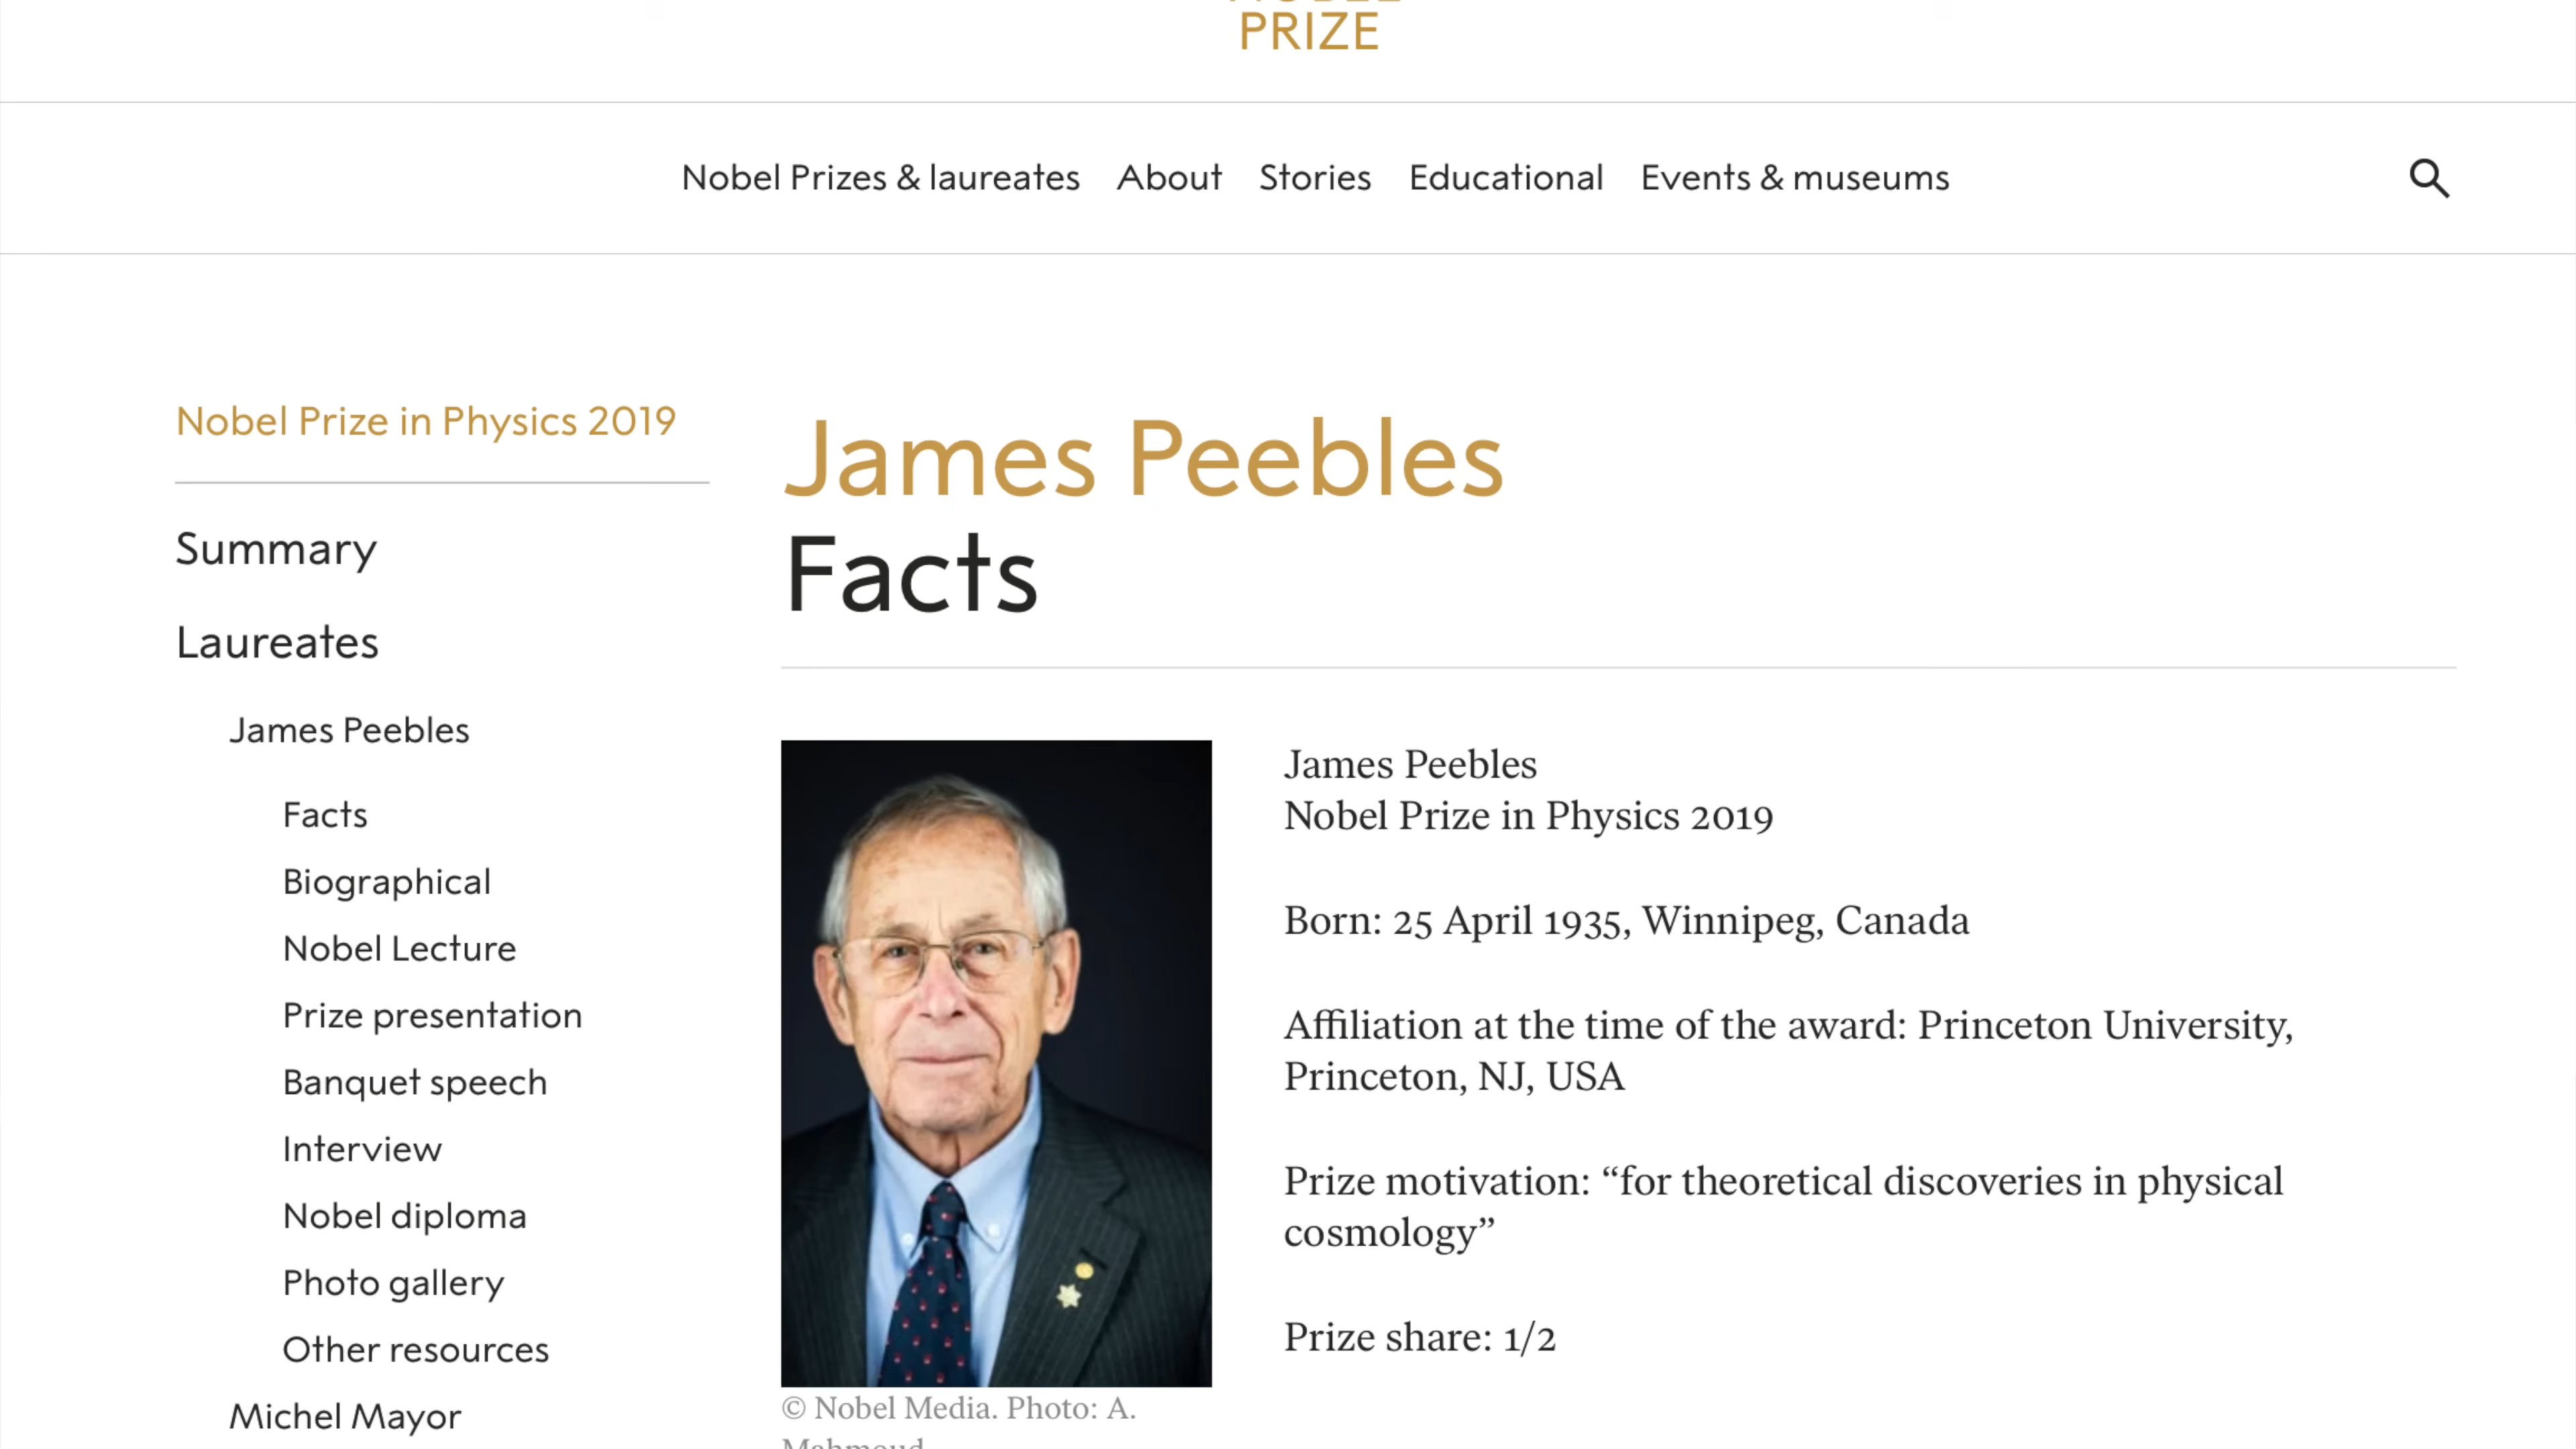 PRIZE
Nobel Prizes & laureates About Stories Educational Events & museums
Nobel Prize in Physics 2019
Summary
Laureates
James Peebles
Facts
Biographical
Nobel Lecture
Prize presentation
Banquet speech
Interview
Nobel diploma
Photo gallery
Other resources
Michel Mayor
James Peebles
Facts
James Peebles
Nobel Prize in Physics 2019
Born: 25 April 1935, Winnipeg, Canada
Affiliation at the time of the award: Princeton University,
Princeton, NJ, USA
Prize motivation: “for theoretical discoveries in physical
cosmology”
Prize share: 1/2
© Nobel Media. Photo: A.